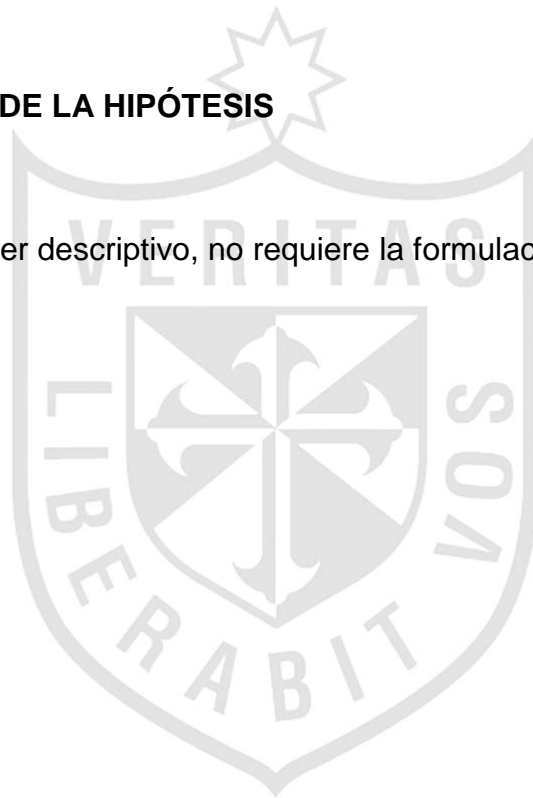 DE LA HIPÓTESIS
er descriptivo, no requiere la formulac
VERITAS
LIBERABIT
VOS